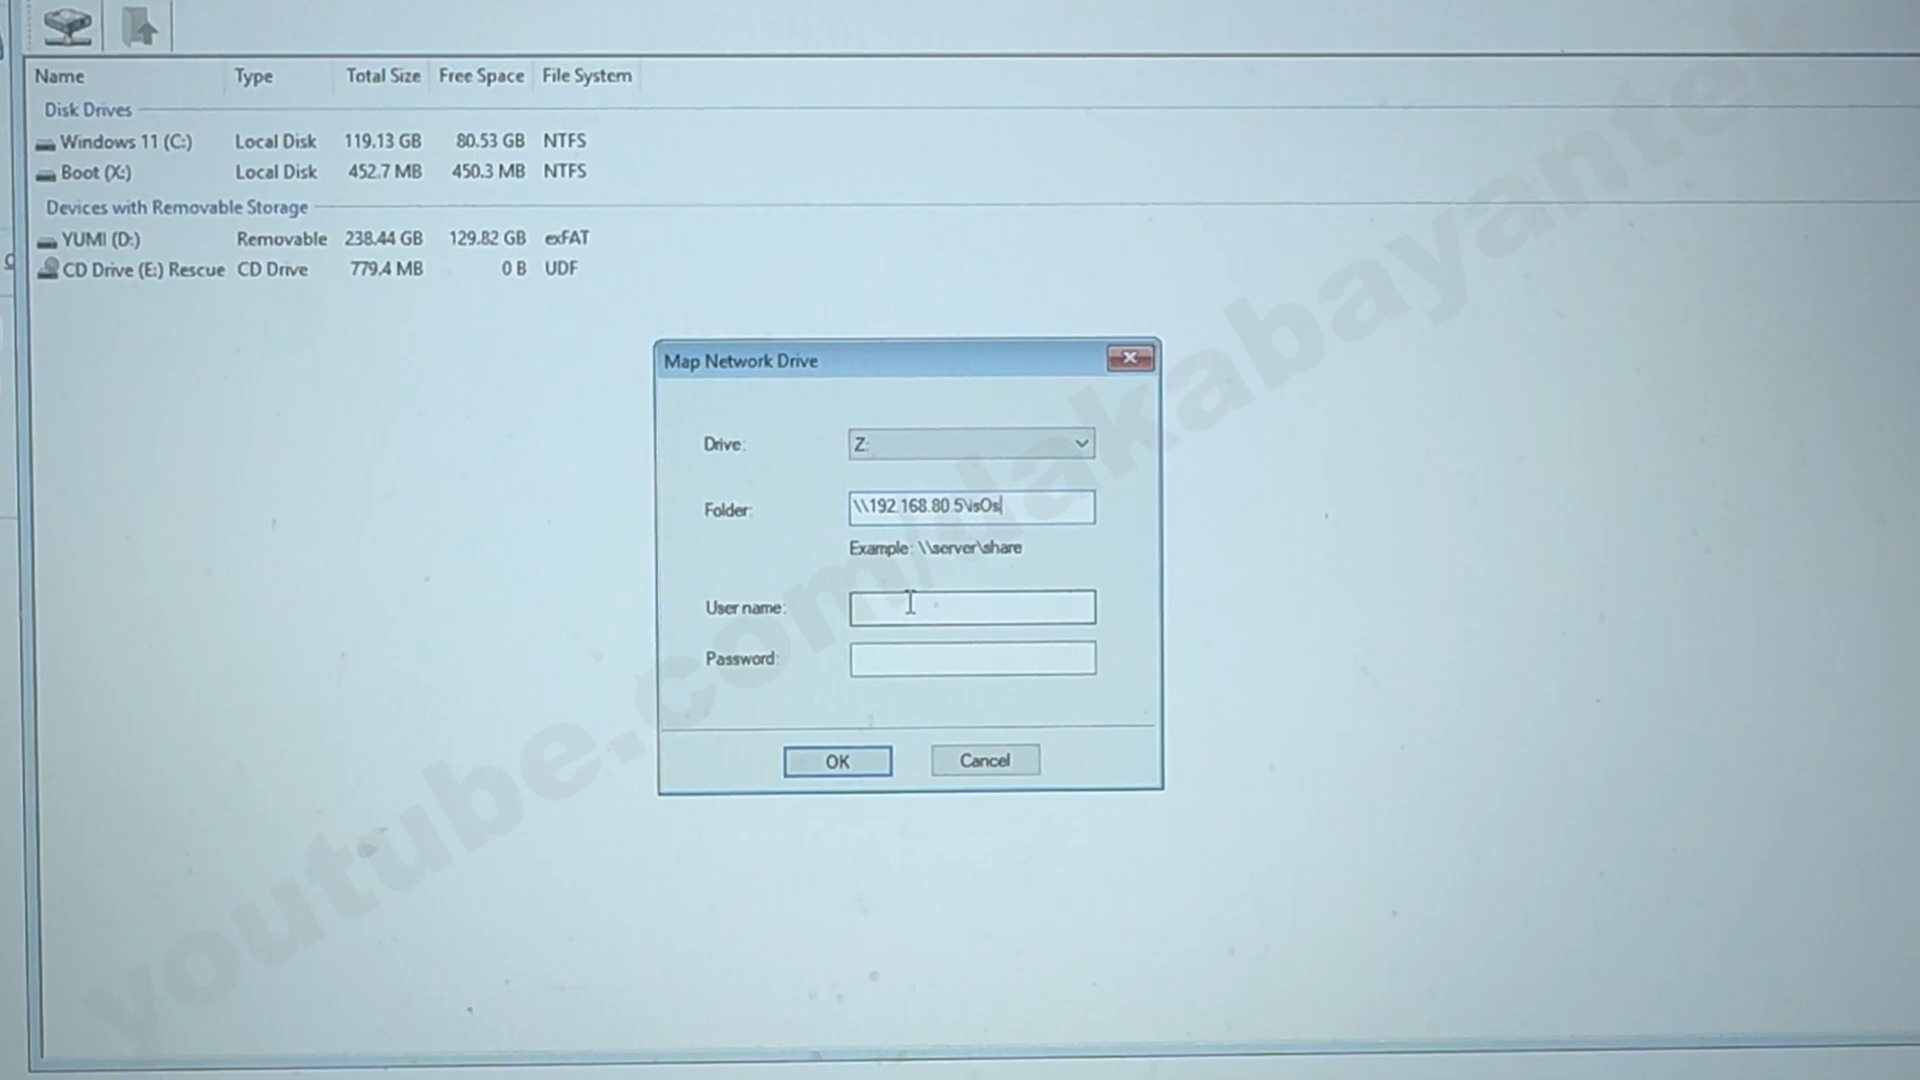 Name Type Total Size Free Space File System
Disk Drives
Windows 11 (C:) Local Disk 119.13 GB 80.53 GB NTFS
Boot (X:) Local Disk 452.7 MB 450.3 MB NTFS
Devices with Removable Storage
YUMI (D:) Removable 238.44 GB 129.82 GB exFAT
CD Drive (E:) Rescue CD Drive 779.4 MB 0 B UDF
Map Network Drive
Drive: Z:
Folder: \\192.168.80.5\isOs
Example: \\server\share
User name:
Password:
OK Cancel
youtube.com/dakabayantek